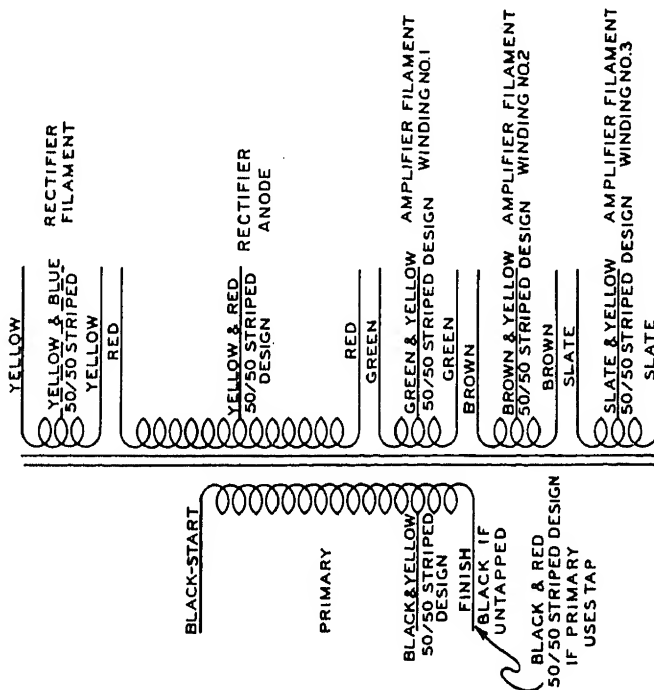 BLACK-START
PRIMARY
BLACK&YELLOW
50/50 STRIPED
DESIGN
FINISH
BLACK IF
UNTAPPED
BLACK & RED
50/50 STRIPED DESIGN
IF PRIMARY
USES TAP
YELLOW
YELLOW & BLUE
50/50 STRIPED
YELLOW
RECTIFIER
FILAMENT
RED
YELLOW & RED
50/50 STRIPED
DESIGN
RED
RECTIFIER
ANODE
GREEN
GREEN & YELLOW
50/50 STRIPED DESIGN
GREEN
AMPLIFIER FILAMENT
WINDING NO.1
BROWN
BROWN & YELLOW
50/50 STRIPED DESIGN
BROWN
AMPLIFIER FILAMENT
WINDING NO.2
SLATE
SLATE & YELLOW
50/50 STRIPED DESIGN
SLATE
AMPLIFIER FILAMENT
WINDING NO.3